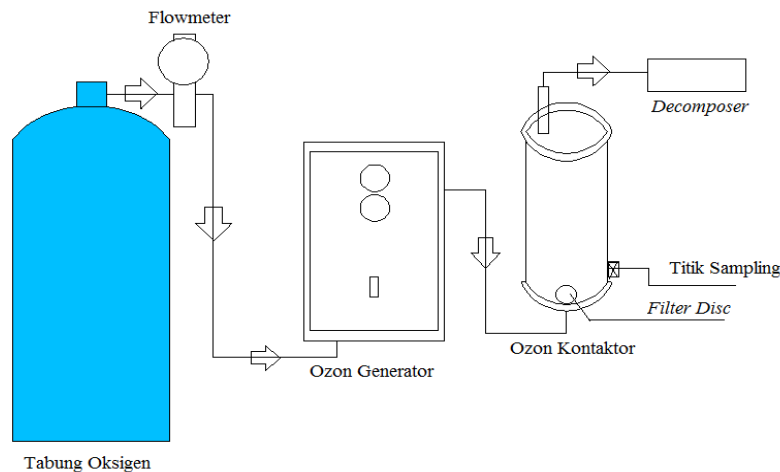 Flowmeter
Decomposer
Titik Sampling
Filter Disc
Ozon Kontaktor
Ozon Generator
Tabung Oksigen